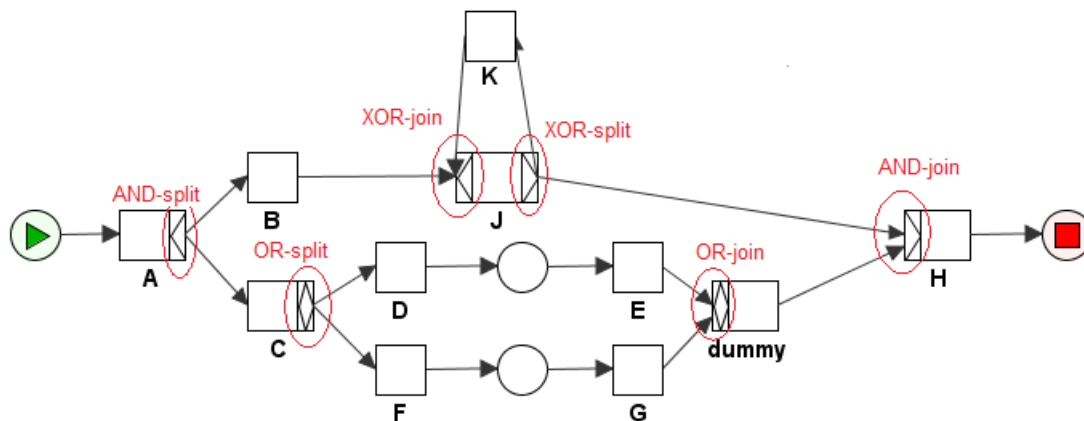 K
XOR-join
XOR-split
AND-split
B
J
AND-join
A
OR-split
OR-join
H
D
E
C
dummy
F
G